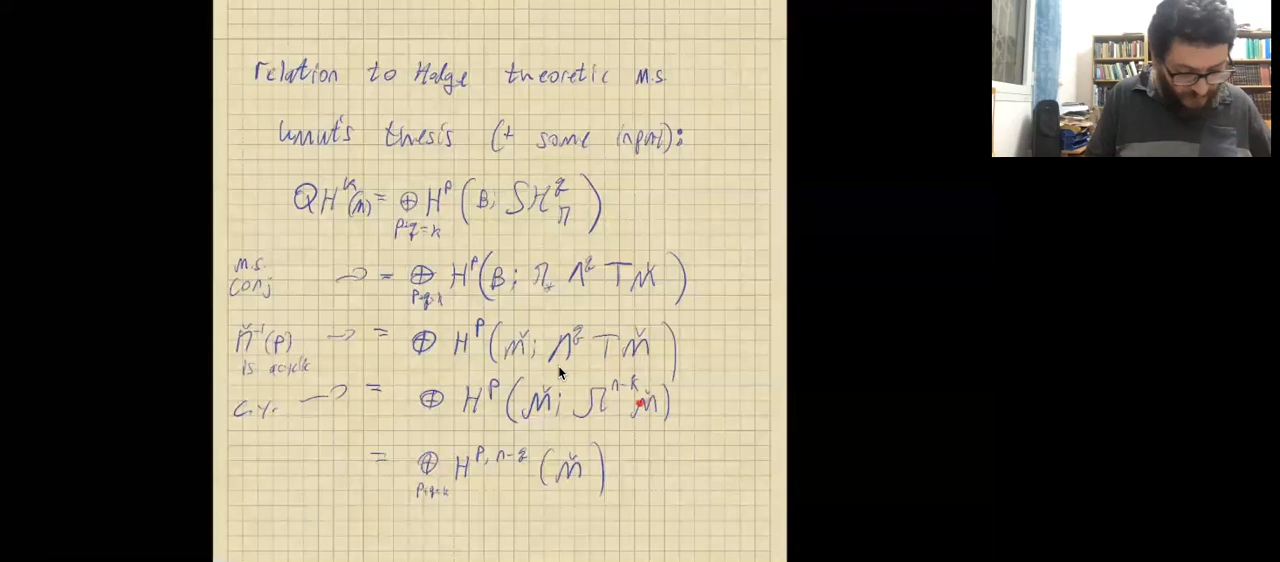 relation to Hodge theoretic m.s.
Umut's thesis (+ some input):
QH^k(M) = ⊕_{p+q=k} H^p(B; SH^q_π)
m.s. conj → = ⊕_{p+q=k} H^p(B; π_* Λ^q TM̌)
π̌^{-1}(p) is acyclic → = ⊕ H^p(M̌; Λ^q TM̌)
C.Y. → = ⊕ H^p(M̌; Ω^{n-k} M̌)
= ⊕_{p+q=k} H^{p, n-q}(M̌)